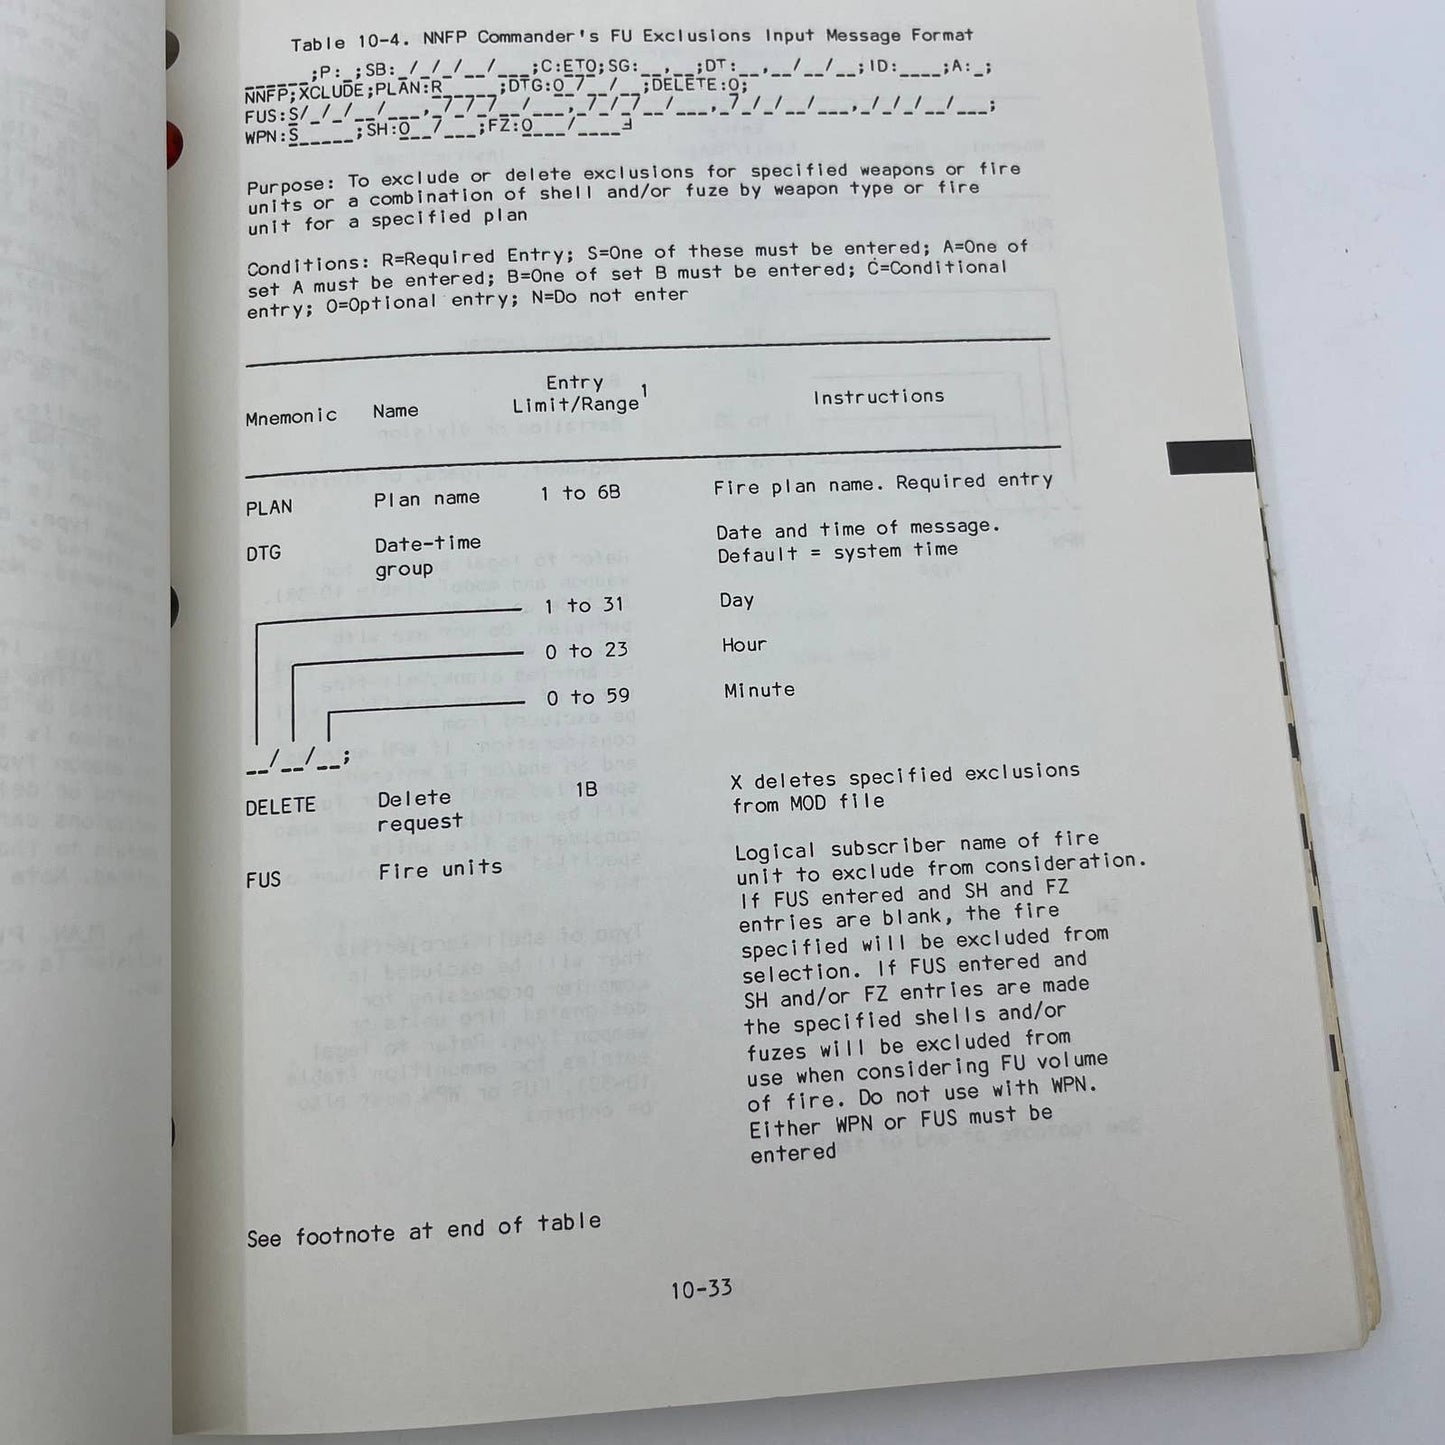 Table 10-4. NNFP Commander's FU Exclusions Input Message Format
______;P:_;SB:_/_/_/__/___;C:ETO;SG:__,__;DT:__,__/__/__;ID:____;A:_;
NNFP;XCLUDE;PLAN:R_____;DTG:O_/__/__;DELETE:O;
FUS:S/_/_/__/___,_/_/_/__/___,_/_/_/__/___,_/_/_/__/___,_/_/_/__/___;
WPN:S_____;SH:O__/___;FZ:O___/____
Purpose: To exclude or delete exclusions for specified weapons or fire
units or a combination of shell and/or fuze by weapon type or fire
unit for a specified plan
Conditions: R=Required Entry; S=One of these must be entered; A=One of
set A must be entered; B=One of set B must be entered; C=Conditional
entry; O=Optional entry; N=Do not enter
Mnemonic Name Entry Limit/Range1 Instructions
PLAN Plan name 1 to 6B Fire plan name. Required entry
DTG Date-time group Date and time of message.
Default = system time
1 to 31 Day
0 to 23 Hour
0 to 59 Minute
__/__/__;
DELETE Delete request 1B X deletes specified exclusions
from MOD file
FUS Fire units Logical subscriber name of fire
unit to exclude from consideration.
If FUS entered and SH and FZ
entries are blank, the fire
specified will be excluded from
selection. If FUS entered and
SH and/or FZ entries are made
the specified shells and/or
fuzes will be excluded from
use when considering FU volume
of fire. Do not use with WPN.
Either WPN or FUS must be
entered
See footnote at end of table
10-33